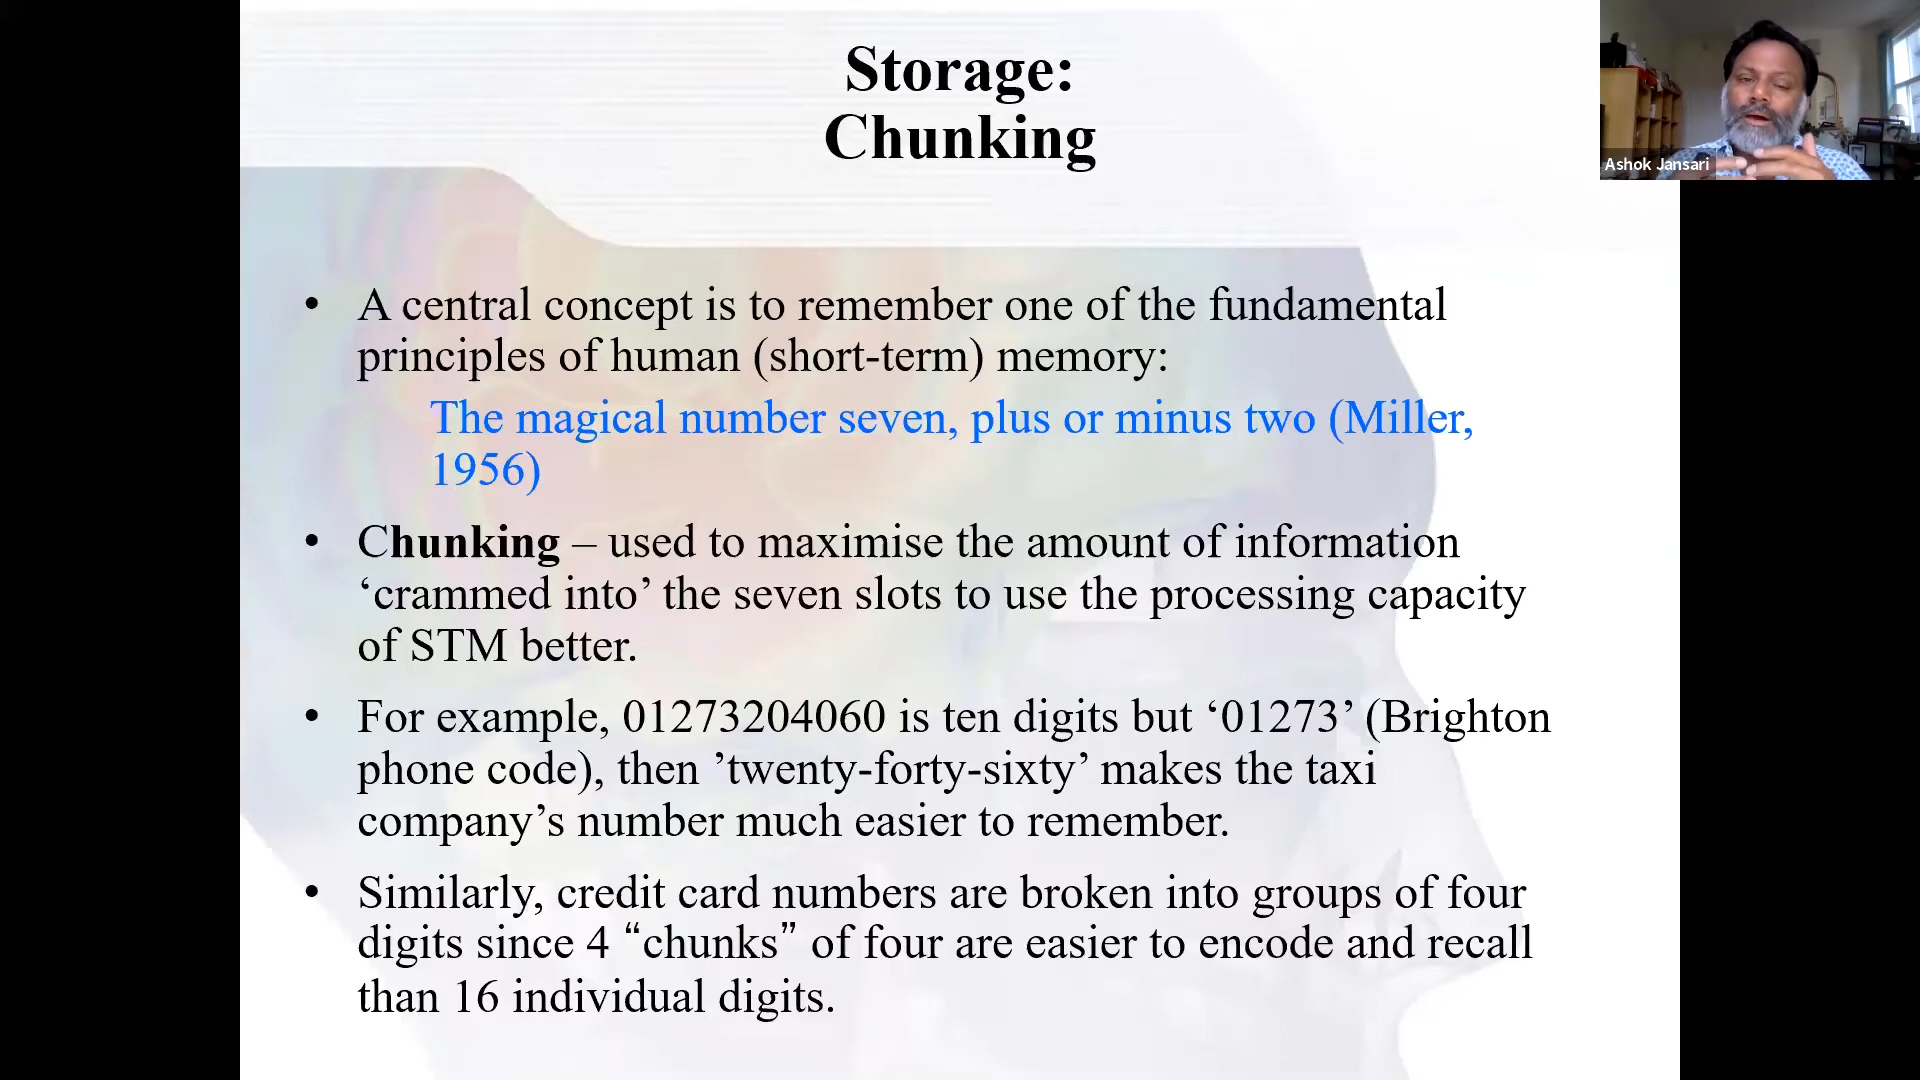 Storage:
Chunking
Ashok Jansari
• A central concept is to remember one of the fundamental
principles of human (short-term) memory:
The magical number seven, plus or minus two (Miller,
1956)
• Chunking – used to maximise the amount of information
‘crammed into’ the seven slots to use the processing capacity
of STM better.
• For example, 01273204060 is ten digits but ‘01273’ (Brighton
phone code), then ’twenty-forty-sixty’ makes the taxi
company’s number much easier to remember.
• Similarly, credit card numbers are broken into groups of four
digits since 4 “chunks” of four are easier to encode and recall
than 16 individual digits.